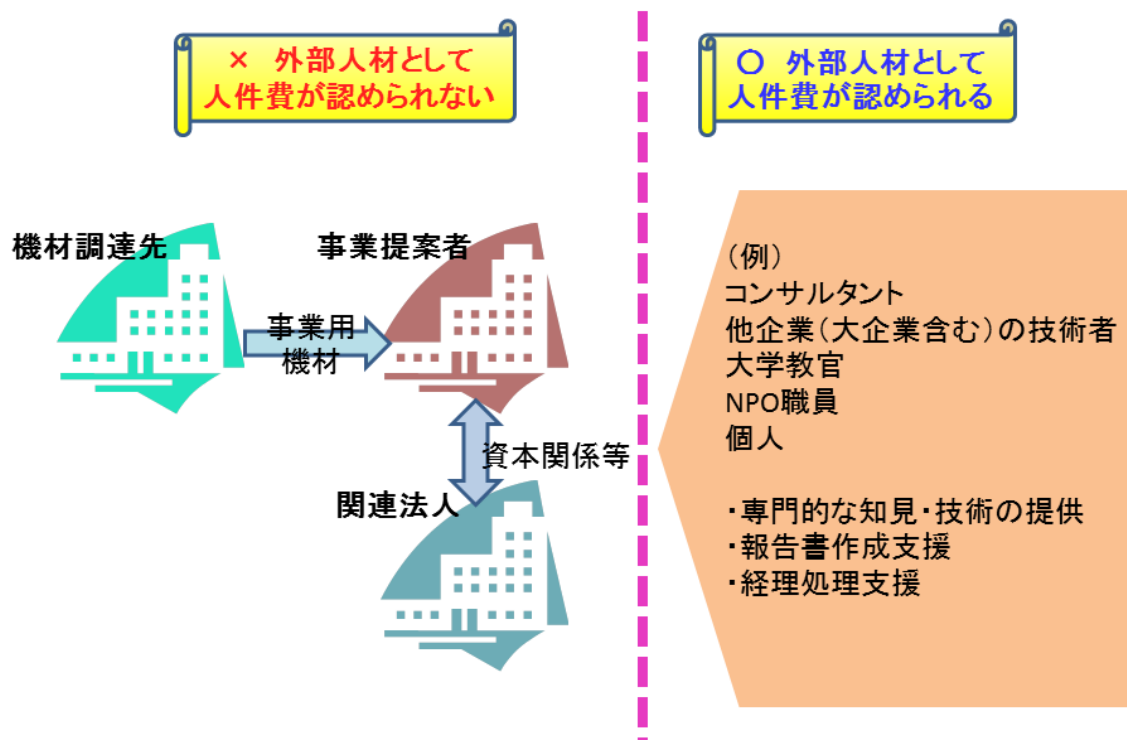 × 外部人材として
人件費が認められない
〇 外部人材として
人件費が認められる
機材調達先
事業提案者
事業用
機材
資本関係等
関連法人
（例）
コンサルタント
他企業（大企業含む）の技術者
大学教官
NPO職員
個人
・専門的な知見・技術の提供
・報告書作成支援
・経理処理支援